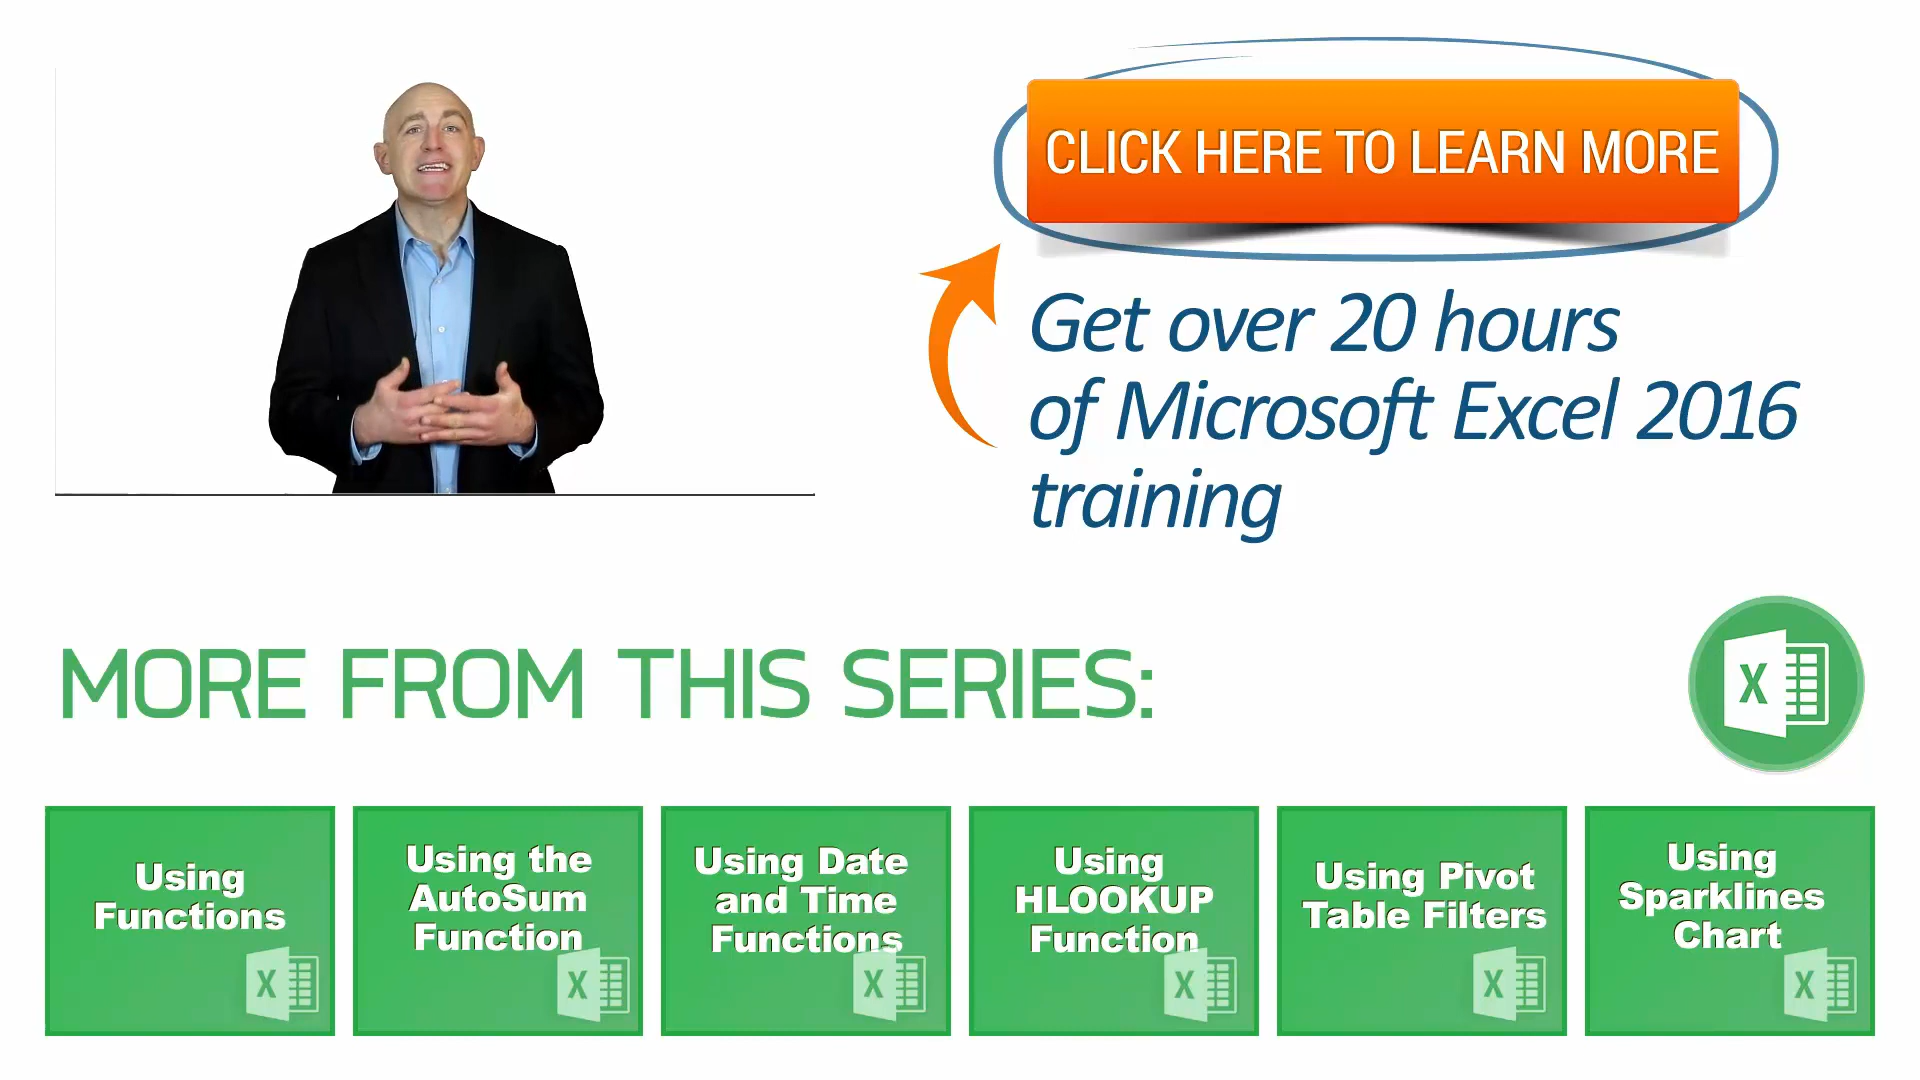 CLICK HERE TO LEARN MORE
Get over 20 hours
of Microsoft Excel 2016
training
MORE FROM THIS SERIES:
X
Using
Functions
X
Using the
AutoSum
Function
X
Using Date
and Time
Functions
X
Using
HLOOKUP
Function
X
Using Pivot
Table Filters
X
Using
Sparklines
Chart
X